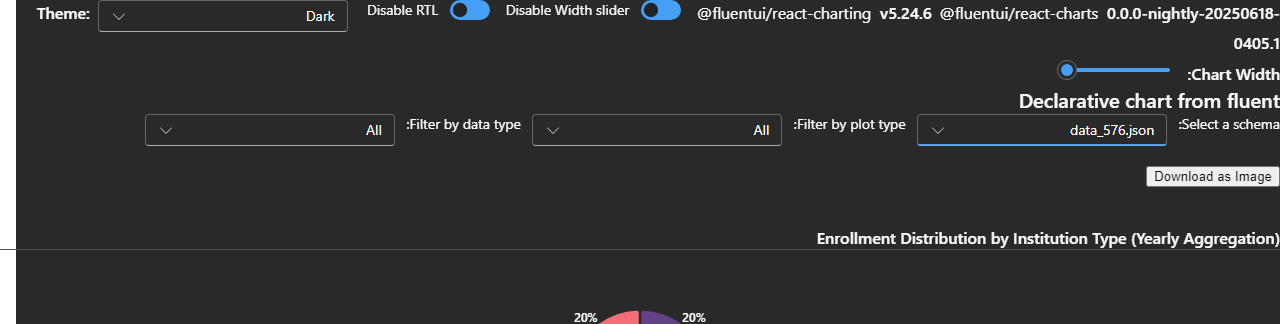 Theme: Dark Disable RTL Disable Width slider @fluentui/react-charting v5.24.6 @fluentui/react-charts 0.0.0-nightly-20250618-
0405.1
:Chart Width
Declarative chart from fluent
:Select a schema data_576.json :Filter by plot type All :Filter by data type All
Download as Image
Enrollment Distribution by Institution Type (Yearly Aggregation)
20% 20%